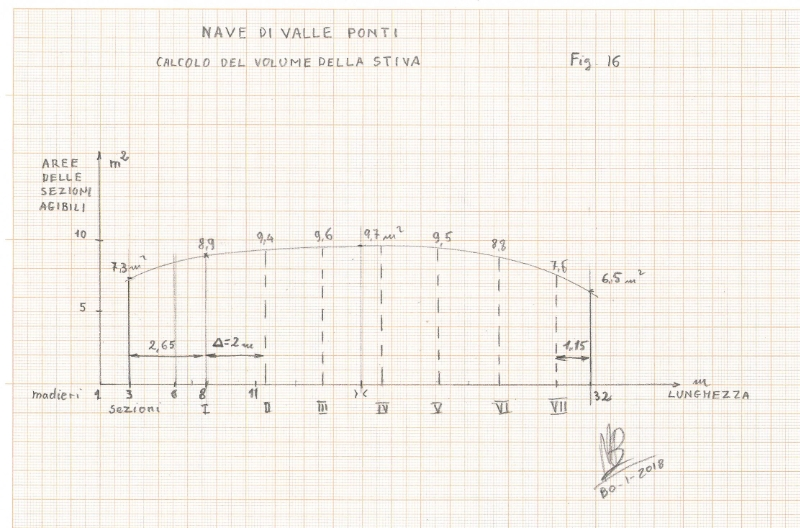 NAVE DI VALLE PONTI
CALCOLO DEL VOLUME DELLA STIVA
Fig. 16
AREE
DELLE
SEZIONI
AGIBILI
m²
10
5
7,3 m²
8,9
9,4
9,6
9,7 m²
9,5
8,8
7,6
6,5 m²
2,65
Δ=2 m
1,15
madieri 1 3 6 8 11 32
m
LUNGHEZZA
sezioni I II III IV V VI VII
BO-1-2018